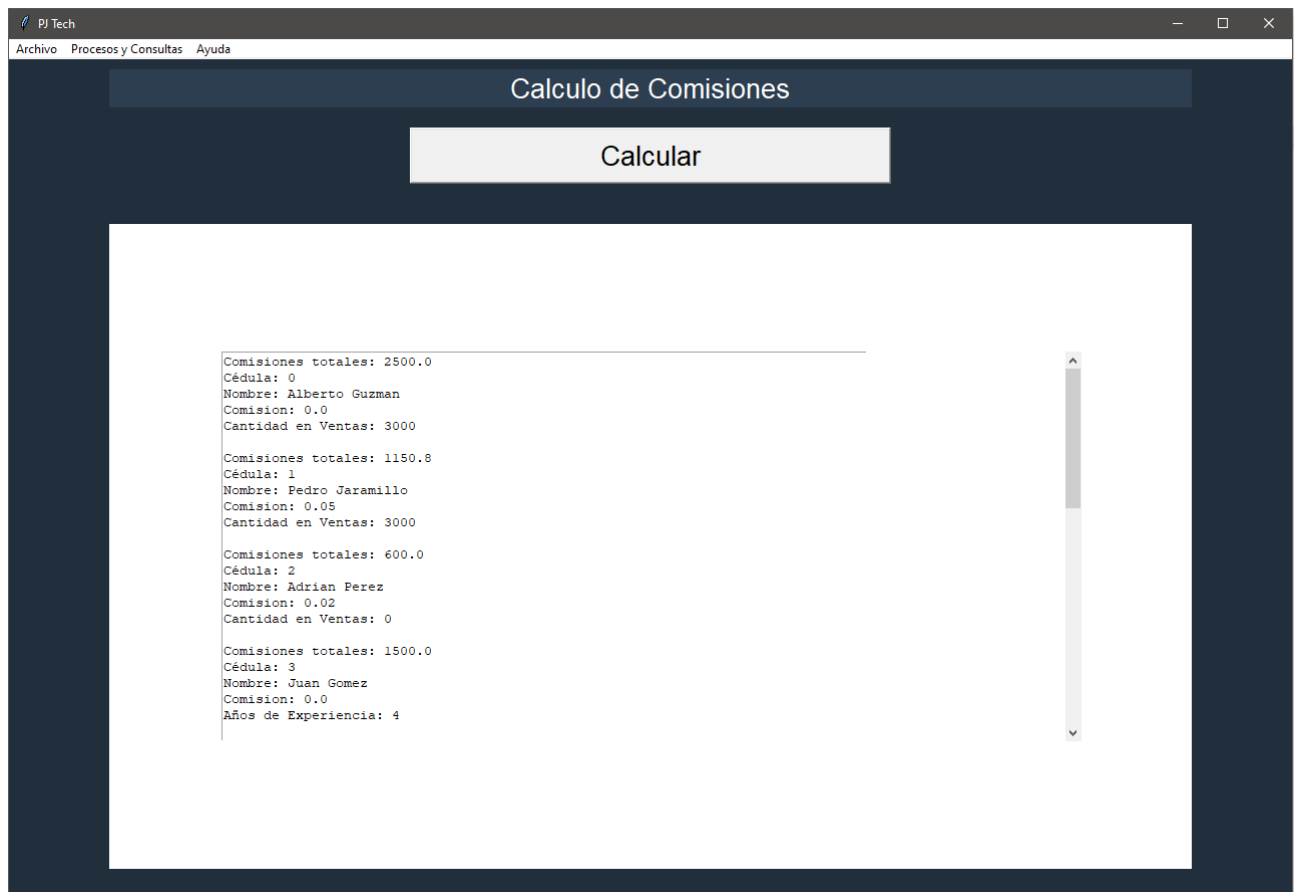 PJ Tech
Archivo Procesos y Consultas Ayuda
Calculo de Comisiones
Calcular
Comisiones totales: 2500.0
Cédula: 0
Nombre: Alberto Guzman
Comision: 0.0
Cantidad en Ventas: 3000
Comisiones totales: 1150.8
Cédula: 1
Nombre: Pedro Jaramillo
Comision: 0.05
Cantidad en Ventas: 3000
Comisiones totales: 600.0
Cédula: 2
Nombre: Adrian Perez
Comision: 0.02
Cantidad en Ventas: 0
Comisiones totales: 1500.0
Cédula: 3
Nombre: Juan Gomez
Comision: 0.0
Años de Experiencia: 4